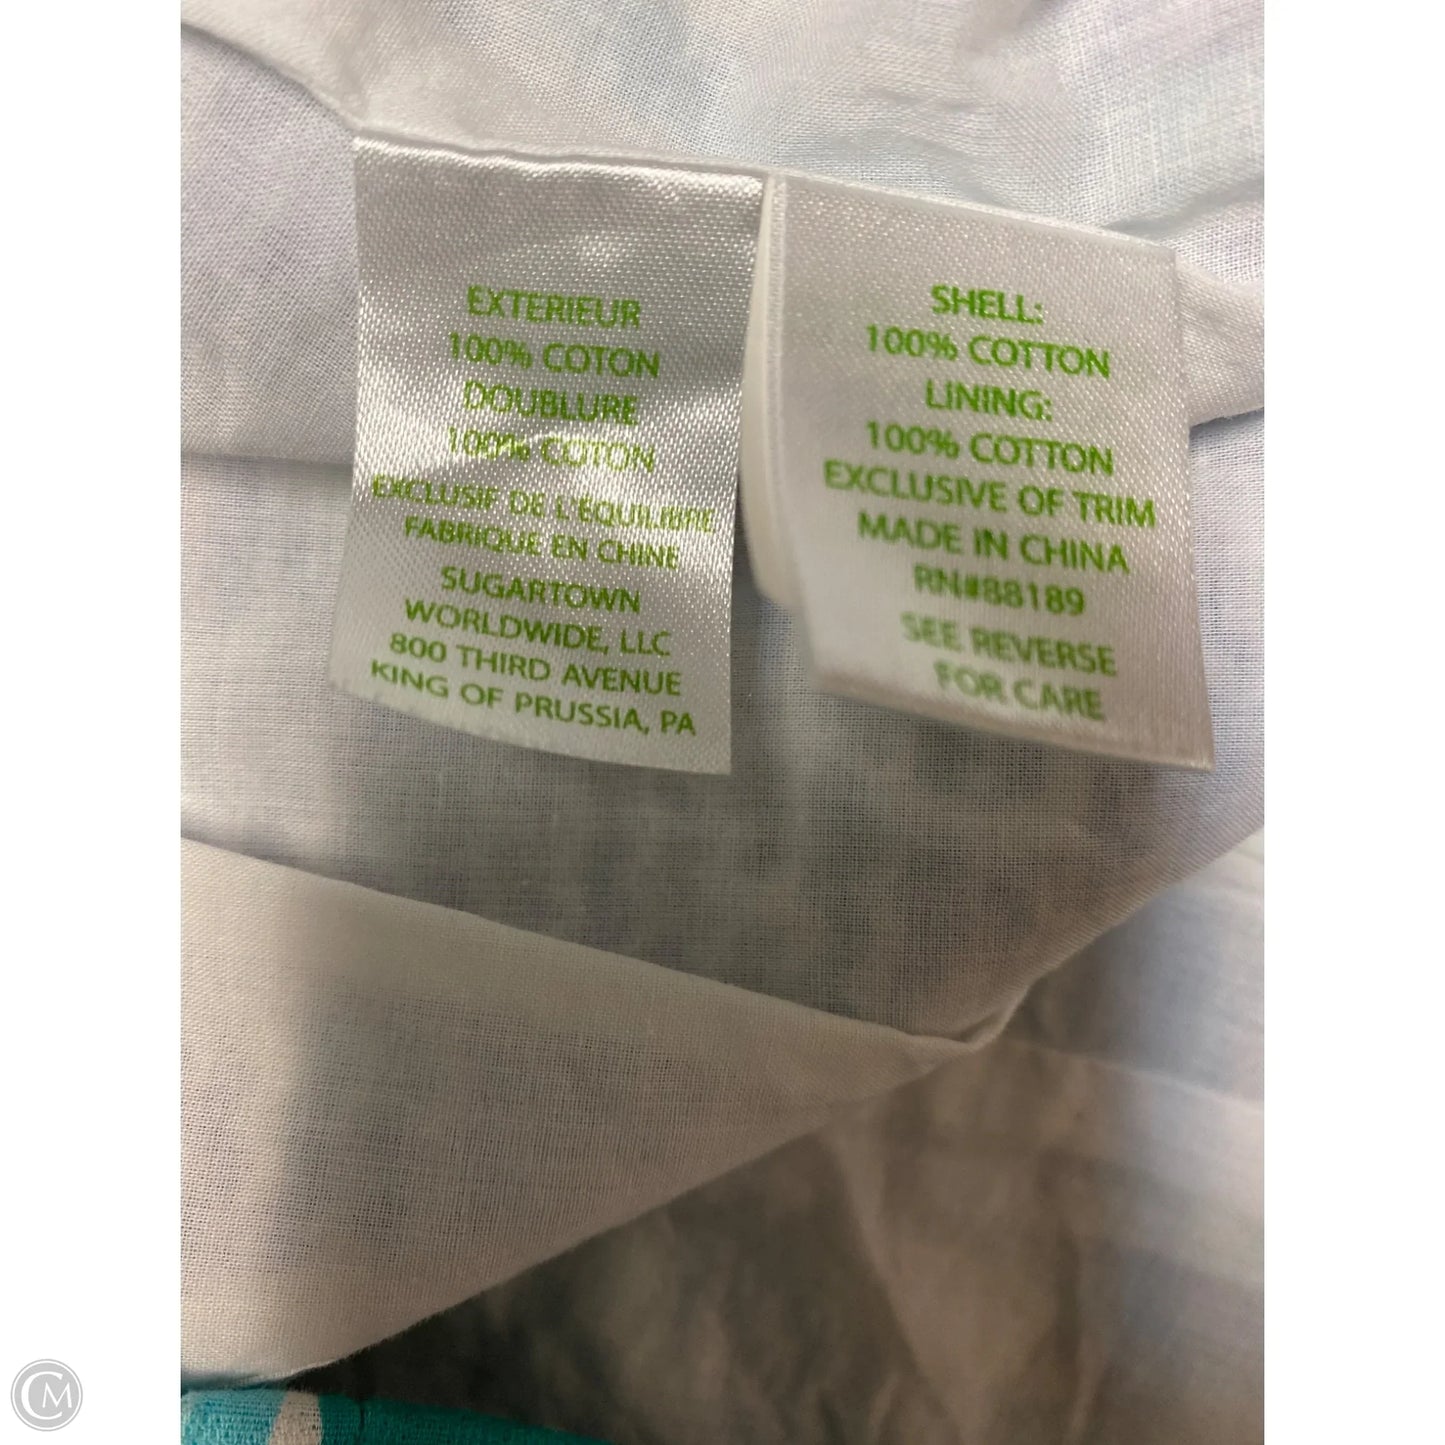 EXTERIEUR
100% COTON
DOUBLURE
100% COTON
EXCLUSIF DE L'EQUILIBRE
FABRIQUE EN CHINE
SUGARTOWN
WORLDWIDE, LLC
800 THIRD AVENUE
KING OF PRUSSIA, PA
SHELL:
100% COTTON
LINING:
100% COTTON
EXCLUSIVE OF TRIM
MADE IN CHINA
RN#88189
SEE REVERSE
FOR CARE
CM